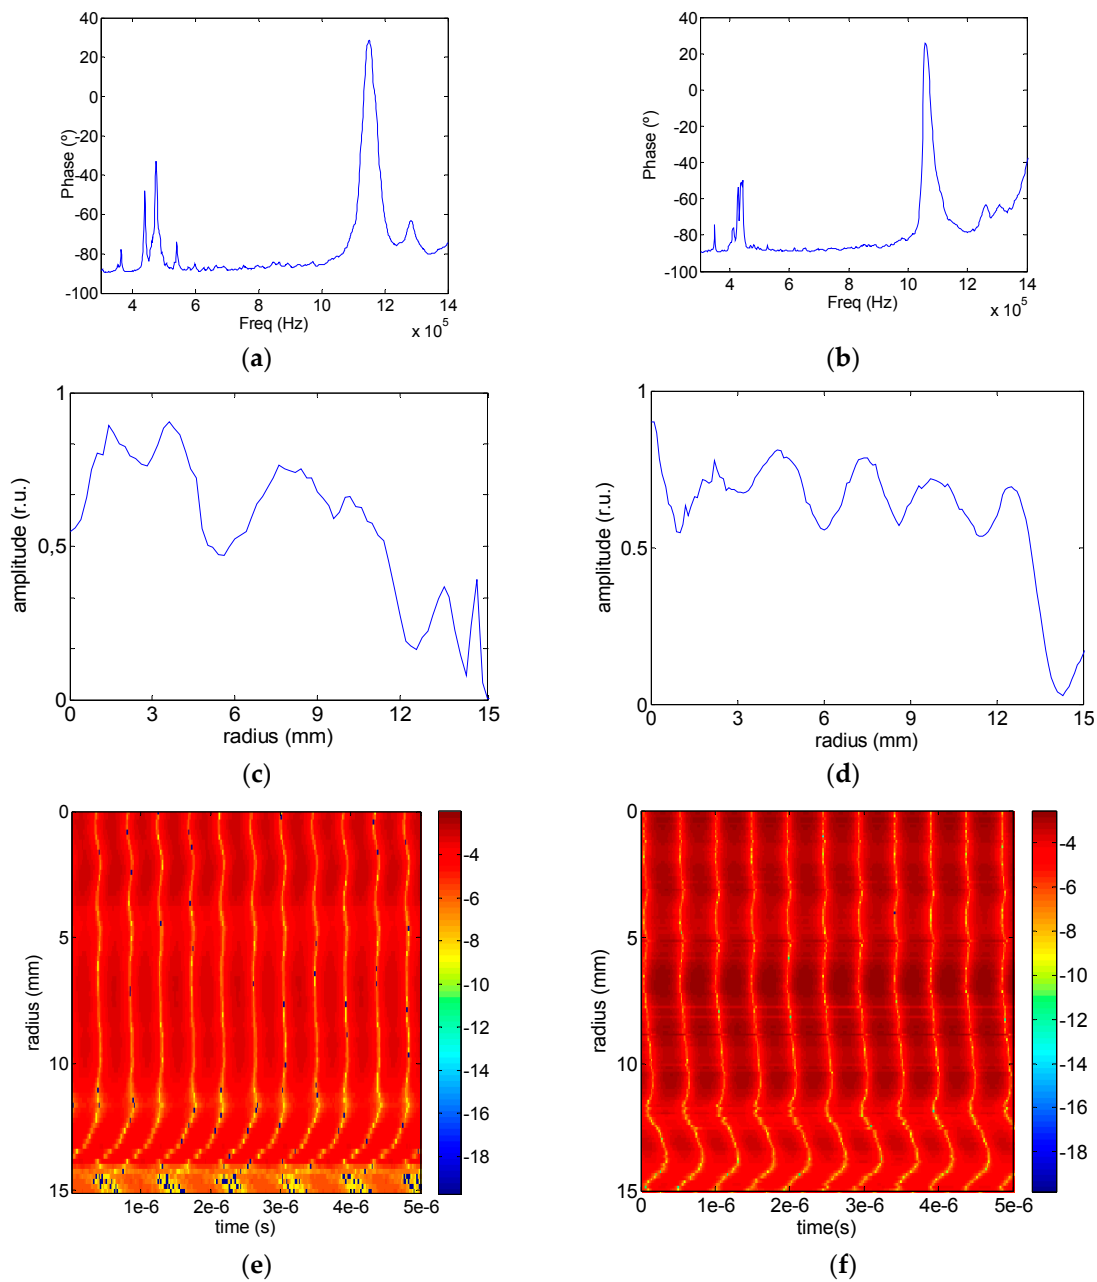 40
20
0
-20
-40
-60
-80
-100
Phase (°)
4
6
8
10
12
14
Freq (Hz)
x 10^5
(a)
40
20
0
-20
-40
-60
-80
-100
Phase (º)
4
6
8
10
12
14
Freq (Hz)
x 10^5
(b)
1
0,5
0
amplitude (r.u.)
0
3
6
9
12
15
radius (mm)
(c)
1
0.5
0
amplitude (r.u.)
0
3
6
9
12
15
radius (mm)
(d)
0
5
10
15
radius (mm)
1e-6
2e-6
3e-6
4e-6
5e-6
time (s)
-4
-6
-8
-10
-12
-14
-16
-18
(e)
0
5
10
15
radius (mm)
0
1e-6
2e-6
3e-6
4e-6
5e-6
time(s)
-4
-6
-8
-10
-12
-14
-16
-18
(f)